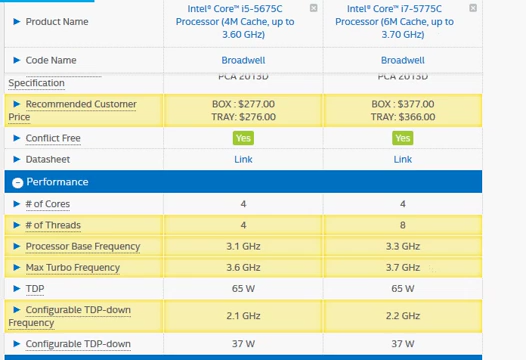 Product Name
Intel® Core™ i5-5675C
Processor (4M Cache, up to
3.60 GHz)
Intel® Core™ i7-5775C
Processor (6M Cache, up to
3.70 GHz)
Code Name Broadwell Broadwell
Specification PCA 2013D PCA 2013D
Recommended Customer
Price
BOX : $277.00
TRAY: $276.00
BOX : $377.00
TRAY: $366.00
Conflict Free Yes Yes
Datasheet Link Link
Performance
# of Cores 4 4
# of Threads 4 8
Processor Base Frequency 3.1 GHz 3.3 GHz
Max Turbo Frequency 3.6 GHz 3.7 GHz
TDP 65 W 65 W
Configurable TDP-down
Frequency
2.1 GHz 2.2 GHz
Configurable TDP-down 37 W 37 W